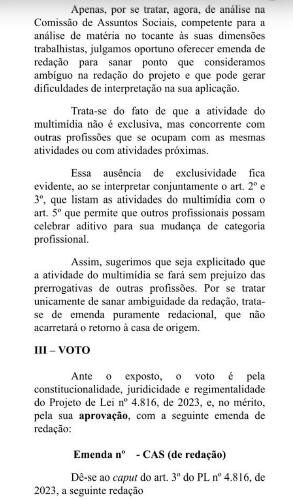 Apenas, por se tratar, agora, de análise na
Comissão de Assuntos Sociais, competente para a
análise de matéria no tocante às suas dimensões
trabalhistas, julgamos oportuno oferecer emenda de
redação para sanar ponto que consideramos
ambíguo na redação do projeto e que pode gerar
dificuldades de interpretação na sua aplicação.
Trata-se do fato de que a atividade do
multimídia não é exclusiva, mas concorrente com
outras profissões que se ocupam com as mesmas
atividades ou com atividades próximas.
Essa ausência de exclusividade fica
evidente, ao se interpretar conjuntamente o art. 2º e
3º, que listam as atividades do multimídia com o
art. 5º que permite que outros profissionais possam
celebrar aditivo para sua mudança de categoria
profissional.
Assim, sugerimos que seja explicitado que
a atividade do multimídia se fará sem prejuízo das
prerrogativas de outras profissões. Por se tratar
unicamente de sanar ambiguidade da redação, trata-
se de emenda puramente redacional, que não
acarretará o retorno à casa de origem.
III – VOTO
Ante o exposto, o voto é pela
constitucionalidade, juridicidade e regimentalidade
do Projeto de Lei nº 4.816, de 2023, e, no mérito,
pela sua aprovação, com a seguinte emenda de
redação:
Emenda nº - CAS (de redação)
Dê-se ao caput do art. 3º do PL nº 4.816, de
2023, a seguinte redação